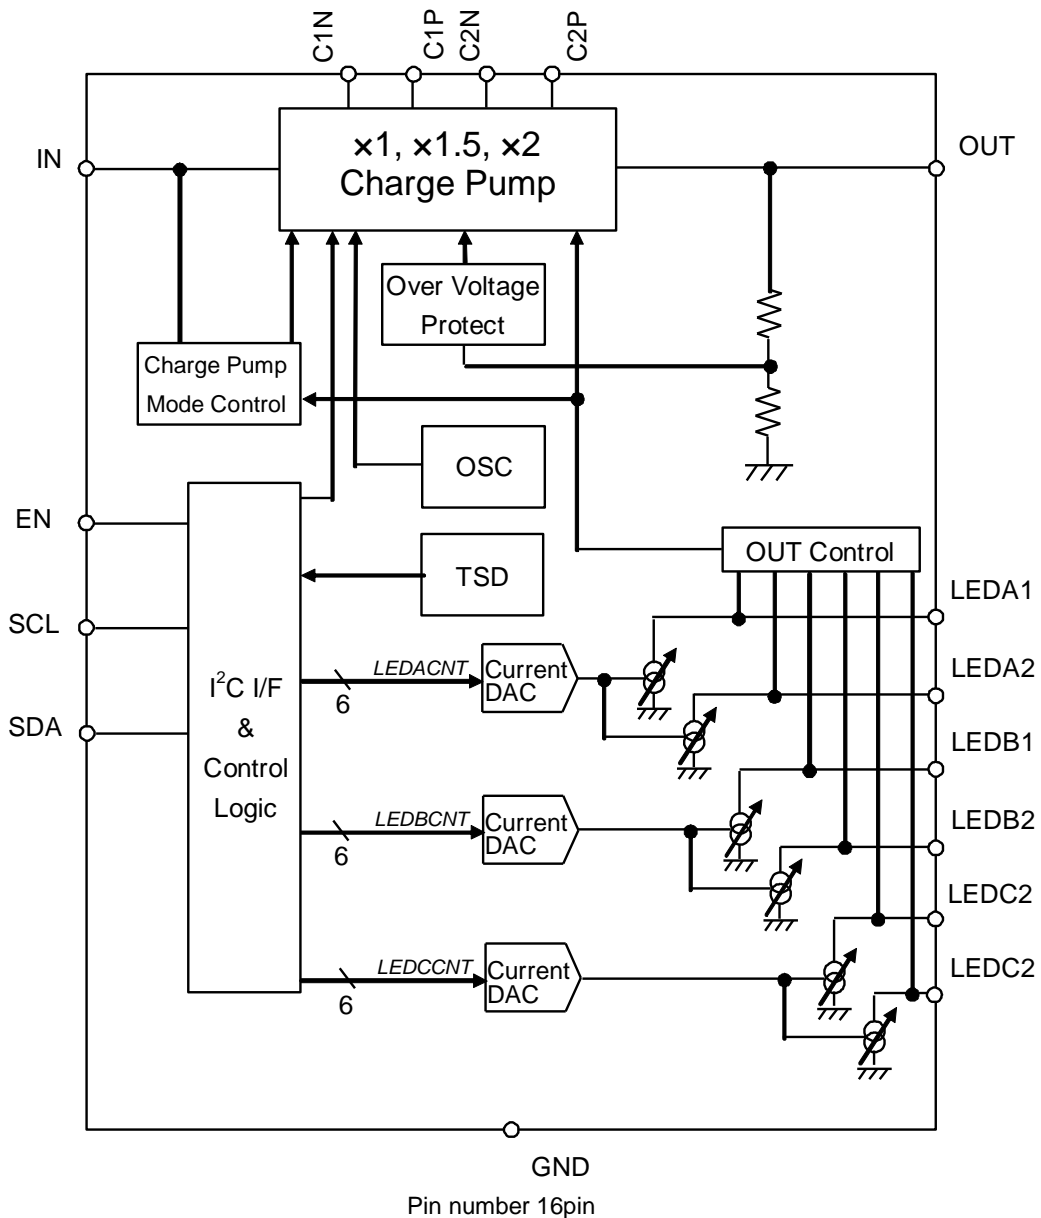 C1N
C1P
C2N
C2P
IN
×1, ×1.5, ×2
Charge Pump
OUT
Over Voltage
Protect
Charge Pump
Mode Control
OSC
EN
OUT Control
TSD
LEDA1
SCL
LEDACNT
6
Current
DAC
LEDA2
I²C I/F
&
Control
Logic
SDA
LEDB1
LEDBCNT
6
Current
DAC
LEDB2
LEDC2
LEDCCNT
6
Current
DAC
LEDC2
GND
Pin number 16pin